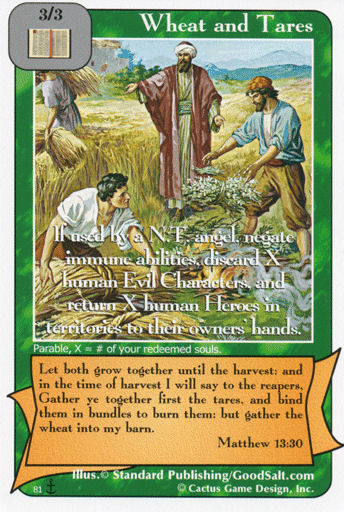 3/3
Wheat and Tares
If used by a N.T. angel, negate
immune abilities, discard X
human Evil Characters, and
return X human Heroes in
territories to their owners' hands.
Parable, X = # of your redeemed souls.
Let both grow together until the harvest: and
in the time of harvest I will say to the reapers,
Gather ye together first the tares, and bind
them in bundles to burn them: but gather the
wheat into my barn.
Matthew 13:30
Illus.© Standard Publishing/GoodSalt.com
81
© Cactus Game Design, Inc.